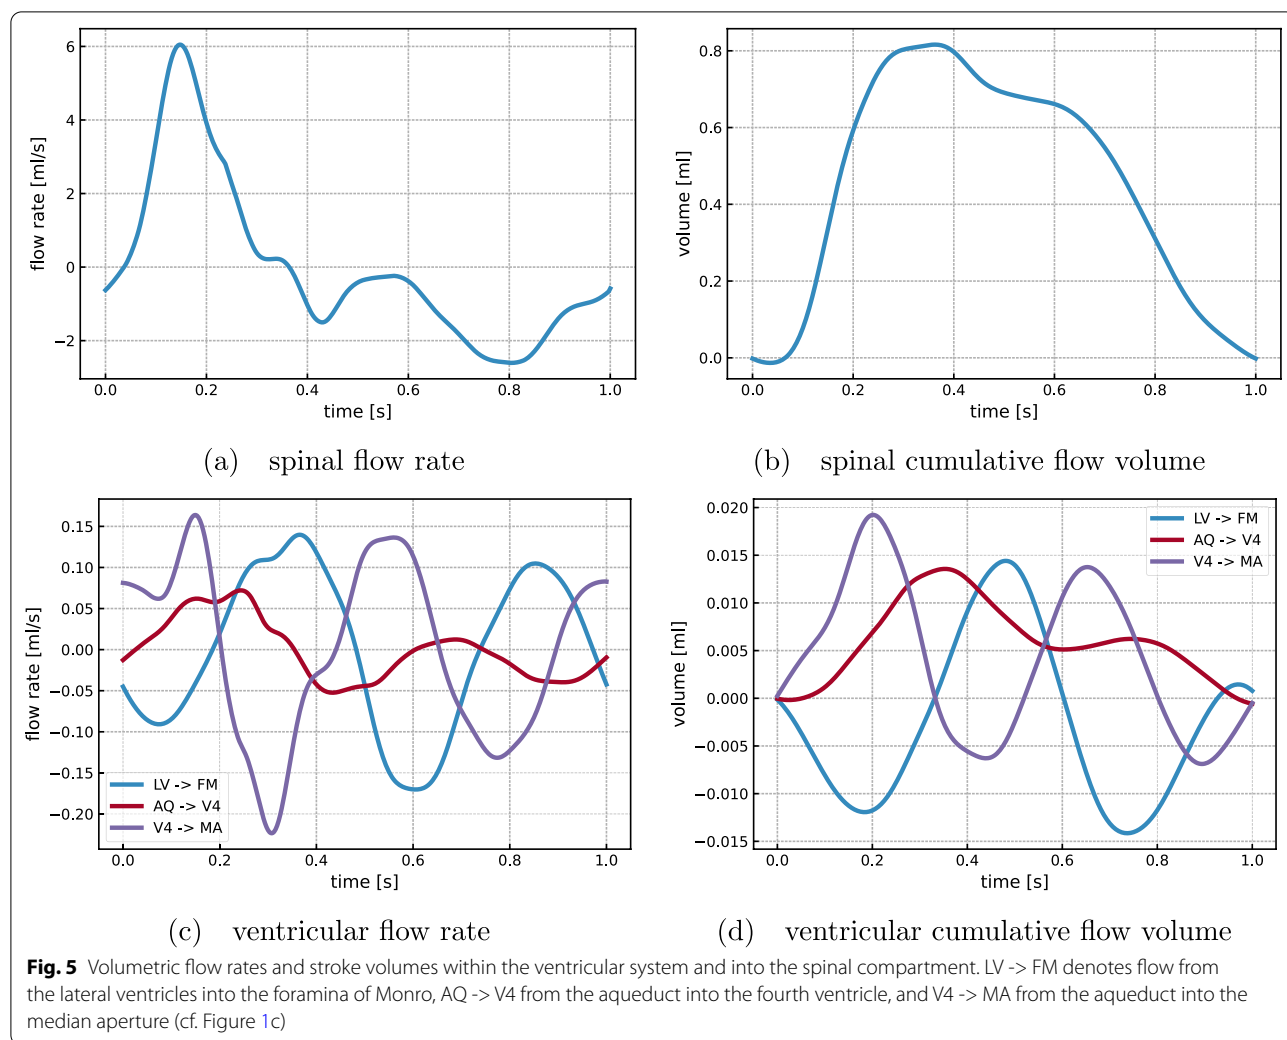 6
4
2
0
−2
flow rate [ml/s]
0.0 0.2 0.4 0.6 0.8 1.0
time [s]
(a) spinal flow rate
0.8
0.6
0.4
0.2
0.0
volume [ml]
0.0 0.2 0.4 0.6 0.8 1.0
time [s]
(b) spinal cumulative flow volume
0.15
0.10
0.05
0.00
−0.05
−0.10
−0.15
−0.20
flow rate [ml/s]
LV -> FM
AQ -> V4
V4 -> MA
0.0 0.2 0.4 0.6 0.8 1.0
time [s]
(c) ventricular flow rate
0.020
0.015
0.010
0.005
0.000
−0.005
−0.010
−0.015
volume [ml]
LV -> FM
AQ -> V4
V4 -> MA
0.0 0.2 0.4 0.6 0.8 1.0
time [s]
(d) ventricular cumulative flow volume
Fig. 5 Volumetric flow rates and stroke volumes within the ventricular system and into the spinal compartment. LV -> FM denotes flow from
the lateral ventricles into the foramina of Monro, AQ -> V4 from the aqueduct into the fourth ventricle, and V4 -> MA from the aqueduct into the
median aperture (cf. Figure 1c)